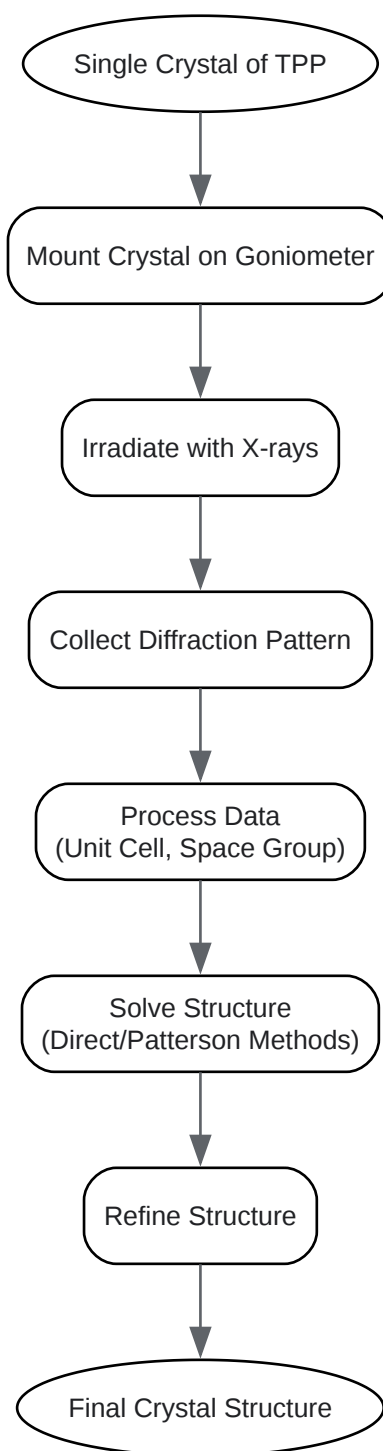 Single Crystal of TPP
Mount Crystal on Goniometer
Irradiate with X-rays
Collect Diffraction Pattern
Process Data
(Unit Cell, Space Group)
Solve Structure
(Direct/Patterson Methods)
Refine Structure
Final Crystal Structure